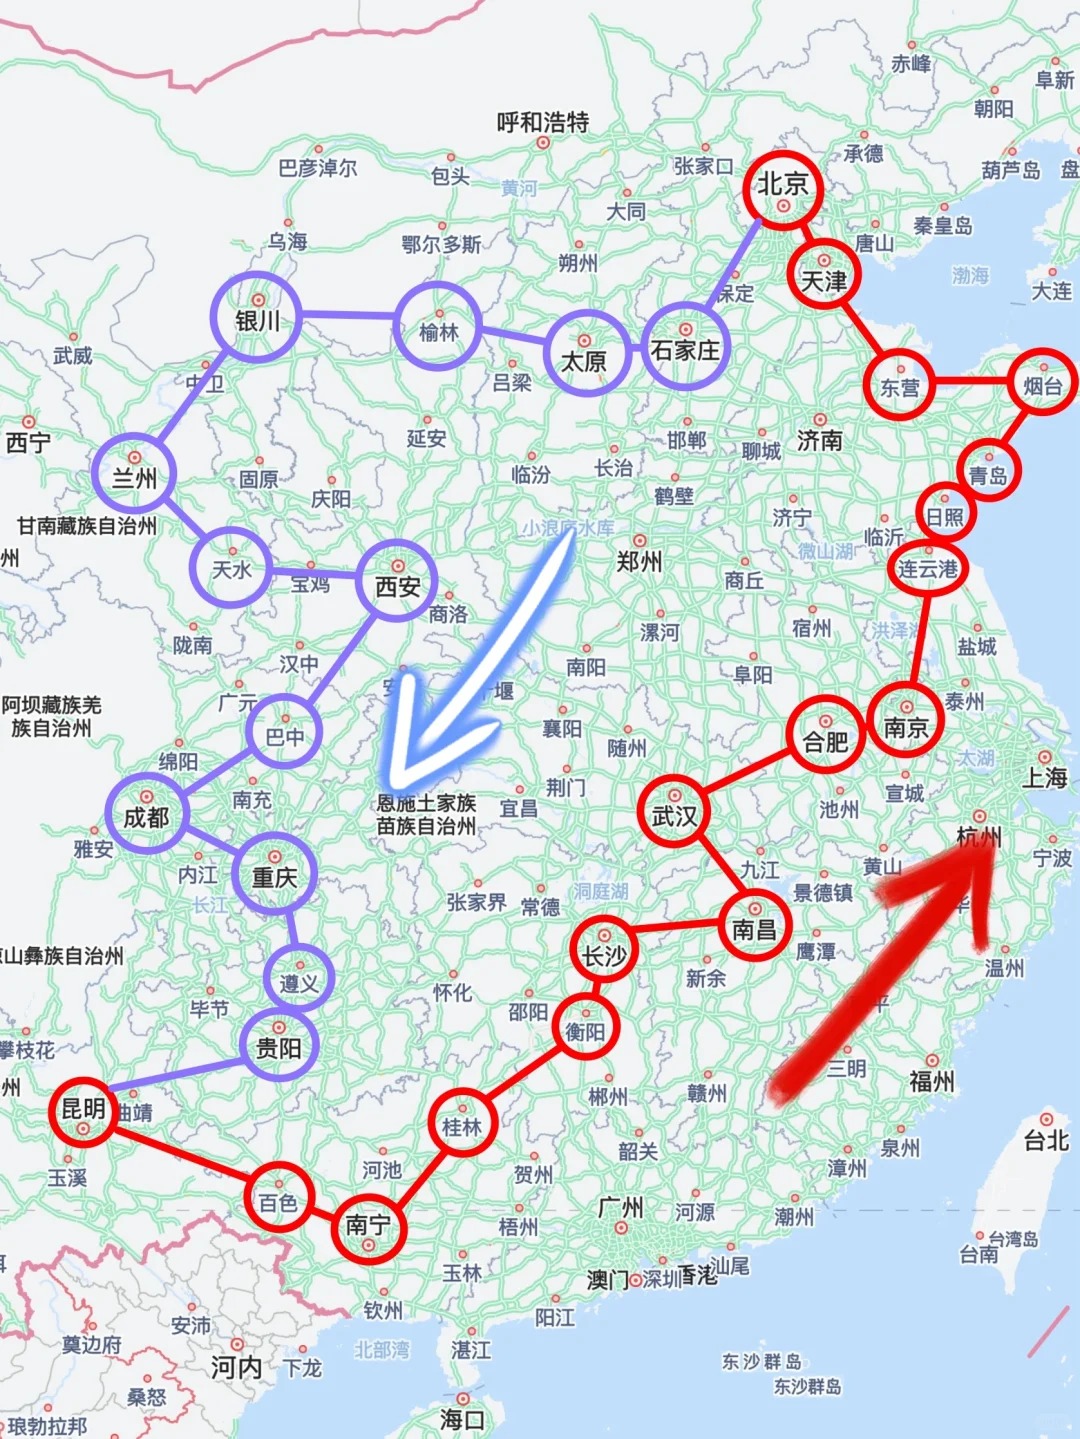 赤峰
阜新
朝阳
呼和浩特
承德
张家口
葫芦岛
盘
巴彦淖尔
包头
北京
黄河
大同
秦皇岛
乌海
鄂尔多斯
唐山
朔州
渤海
天津
大连
保定
银川
榆林
武威
太原
石家庄
中卫
吕梁
东营
烟台
西宁
延安
邯郸
聊城
济南
兰州
固原
庆阳
临汾
长治
青岛
鹤壁
甘南藏族自治州
济宁
日照
小浪底水库
临沂
州
郑州
微山湖
天水
宝鸡
西安
商丘
连云港
商洛
漯河
宿州
洪泽湖
陇南
盐城
汉中
南阳
阜阳
广元
安
十堰
泰州
阿坝藏族羌
族自治州
襄阳
南京
巴中
随州
合肥
绵阳
太湖
上海
荆门
南充
宜昌
恩施土家族
苗族自治州
池州
宣城
成都
武汉
杭州
雅安
宁波
内江
重庆
九江
黄山
长江
张家界
常德
洞庭湖
景德镇
华
南昌
凉山彝族自治州
长沙
鹰潭
温州
遵义
新余
怀化
毕节
邵阳
平
衡阳
攀枝花
贵阳
三明
福州
州
郴州
赣州
昆明
曲靖
桂林
台北
韶关
泉州
玉溪
河池
贺州
漳州
百色
广州
河源
潮州
南宁
梧州
台湾岛
台南
玉林
澳门
深圳
香港
汕尾
钦州
阳江
安沛
奠边府
北部湾
湛江
河内
下龙
东沙群岛
东沙群岛
桑怒
海口
琅勃拉邦